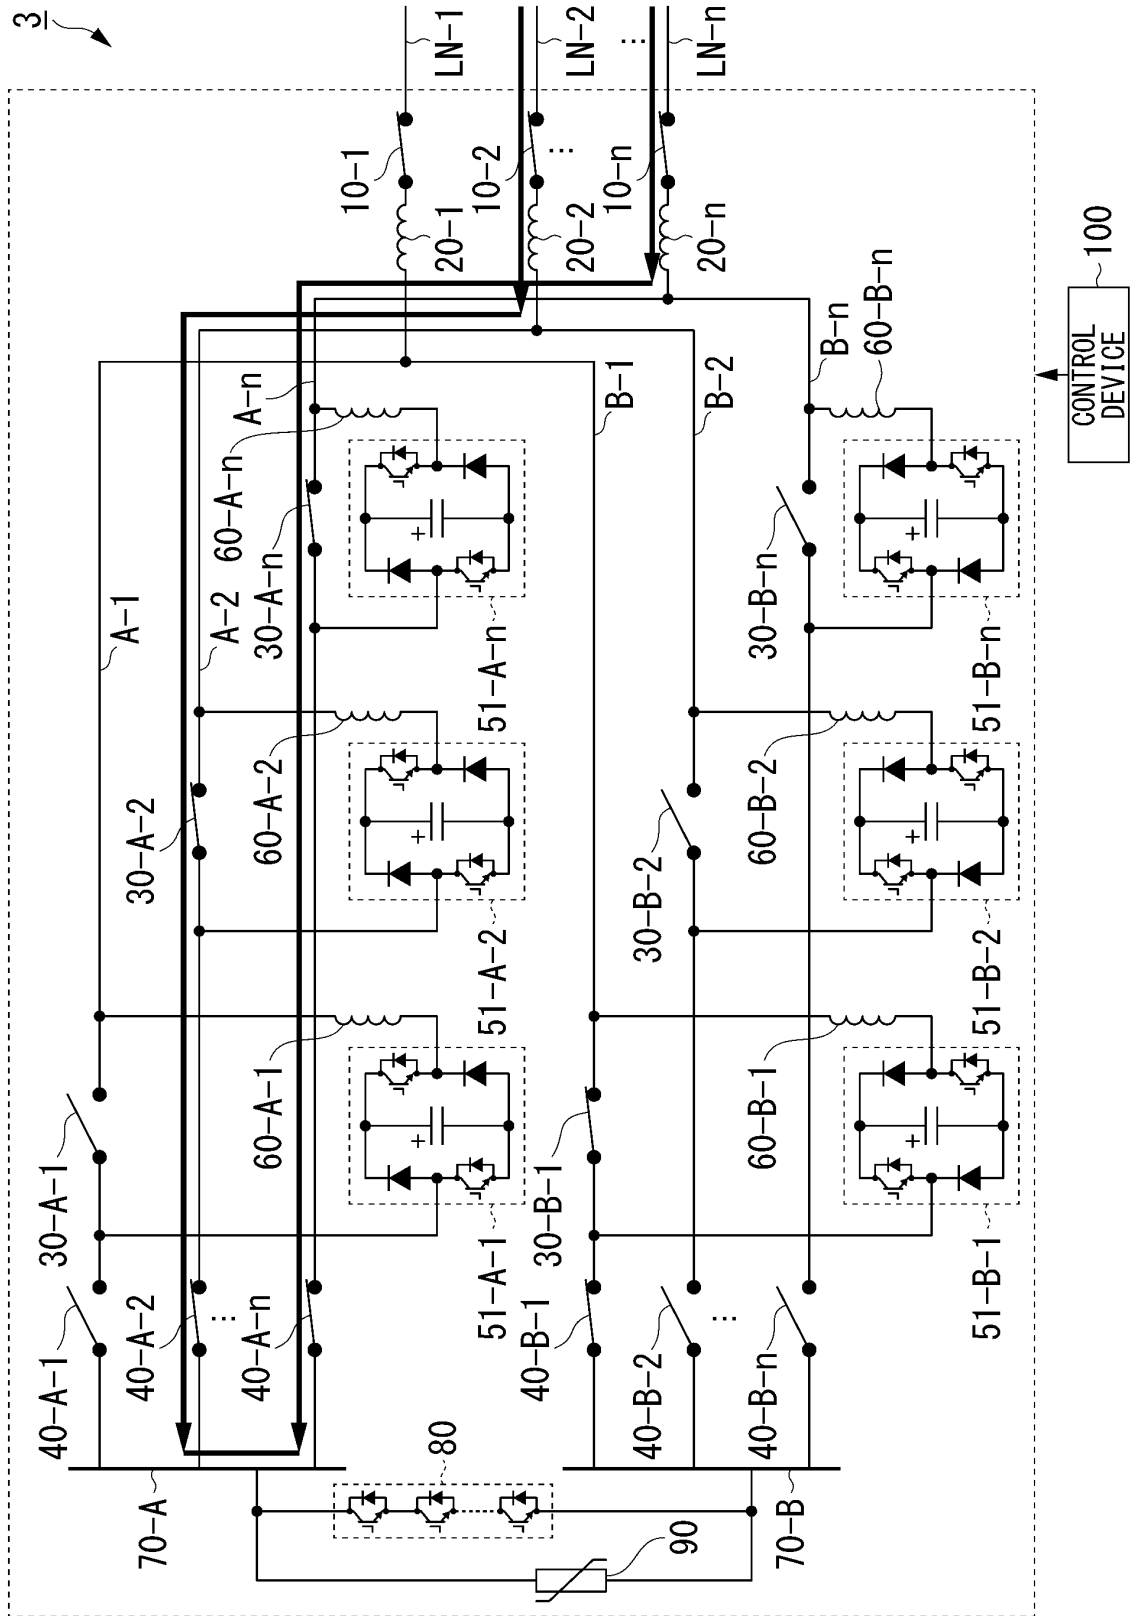 3
LN-1
LN-2
⋮
LN-n
10-1
10-2
⋮
10-n
20-1
20-2
20-n
100
CONTROL
DEVICE
A-1
A-2
A-n
B-1
B-2
B-n
60-A-n
60-B-n
30-A-n
30-B-n
51-A-n
51-B-n
30-A-2
60-A-2
30-B-2
60-B-2
51-A-2
51-B-2
30-A-1
60-A-1
30-B-1
60-B-1
51-A-1
51-B-1
40-A-1
40-A-2
⋮
40-A-n
40-B-1
40-B-2
⋮
40-B-n
70-A
80
90
70-B
+
+
+
+
+
+